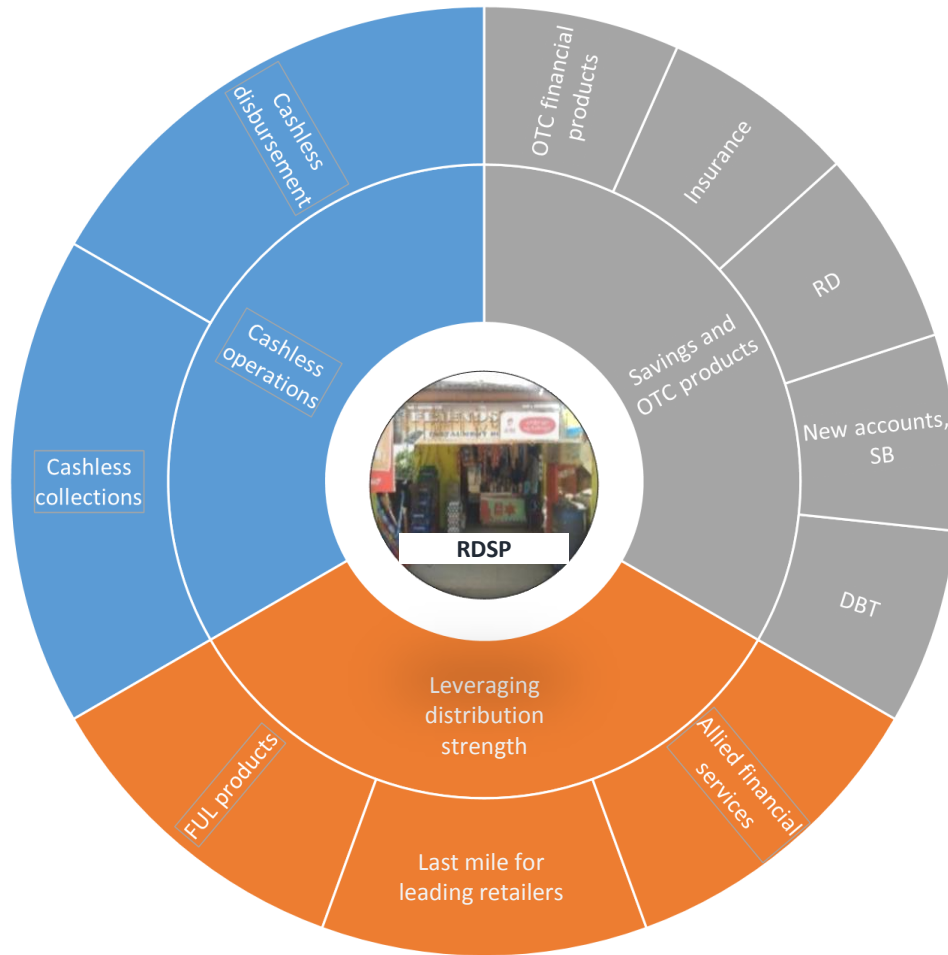 OTC financial
products
Insurance
RD
New accounts,
SB
DBT
Savings and
OTC products
Cashless
disbursement
Cashless
operations
Cashless
collections
RDSP
Leveraging
distribution
strength
FUL products
Last mile for
leading retailers
Allied financial
services